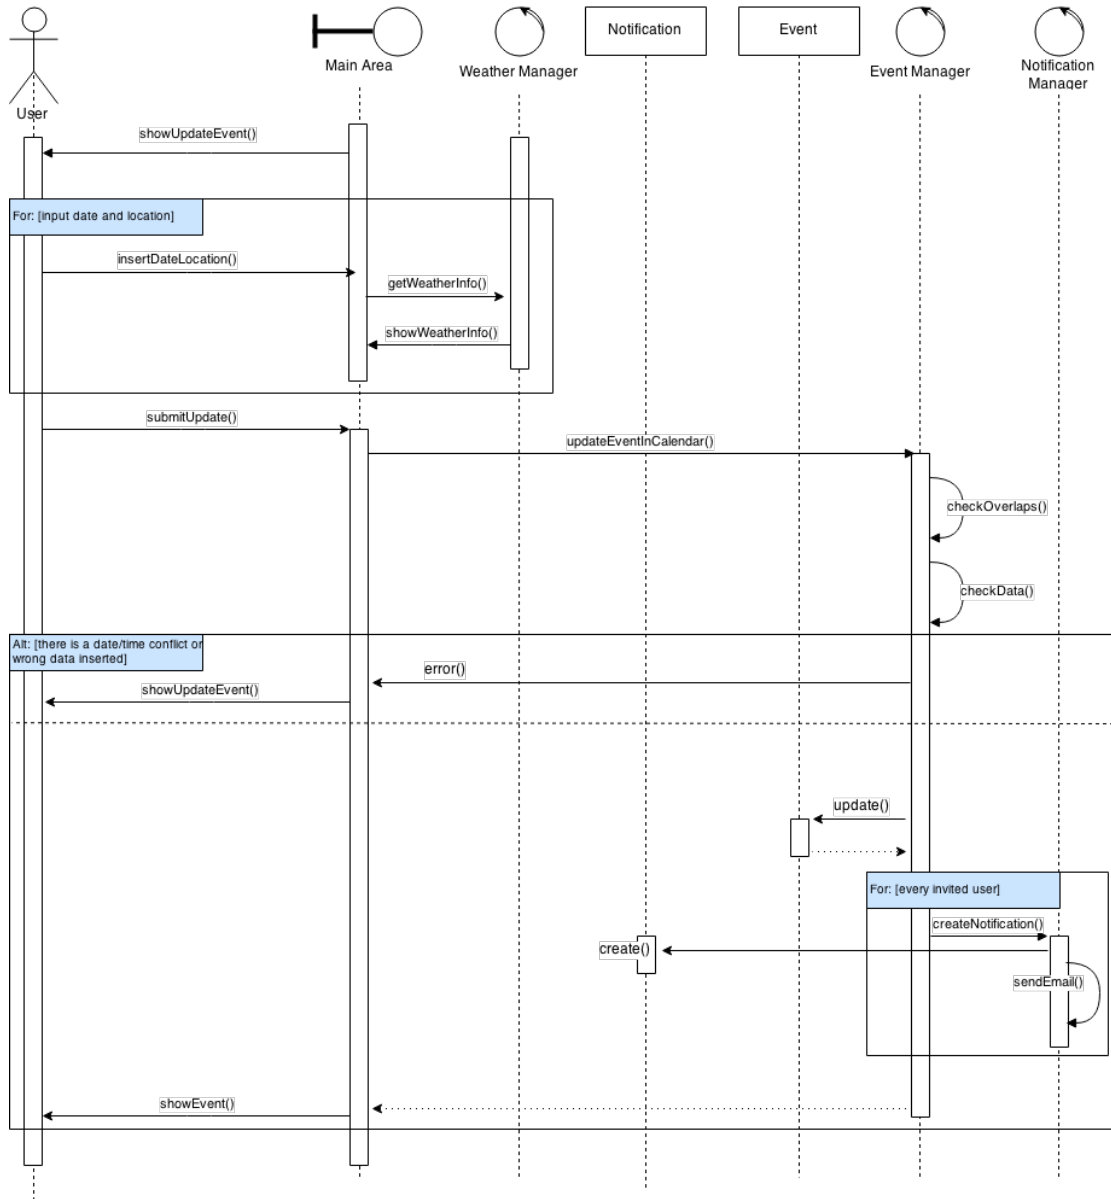 Notification
Event
Main Area
Weather Manager
Event Manager
Notification
Manager
User
showUpdateEvent()
For: [input date and location]
insertDateLocation()
getWeatherInfo()
showWeatherInfo()
submitUpdate()
updateEventInCalendar()
checkOverlaps()
checkData()
Alt: [there is a date/time conflict or
wrong data inserted]
error()
showUpdateEvent()
update()
For: [every invited user]
createNotification()
create()
sendEmail()
showEvent()